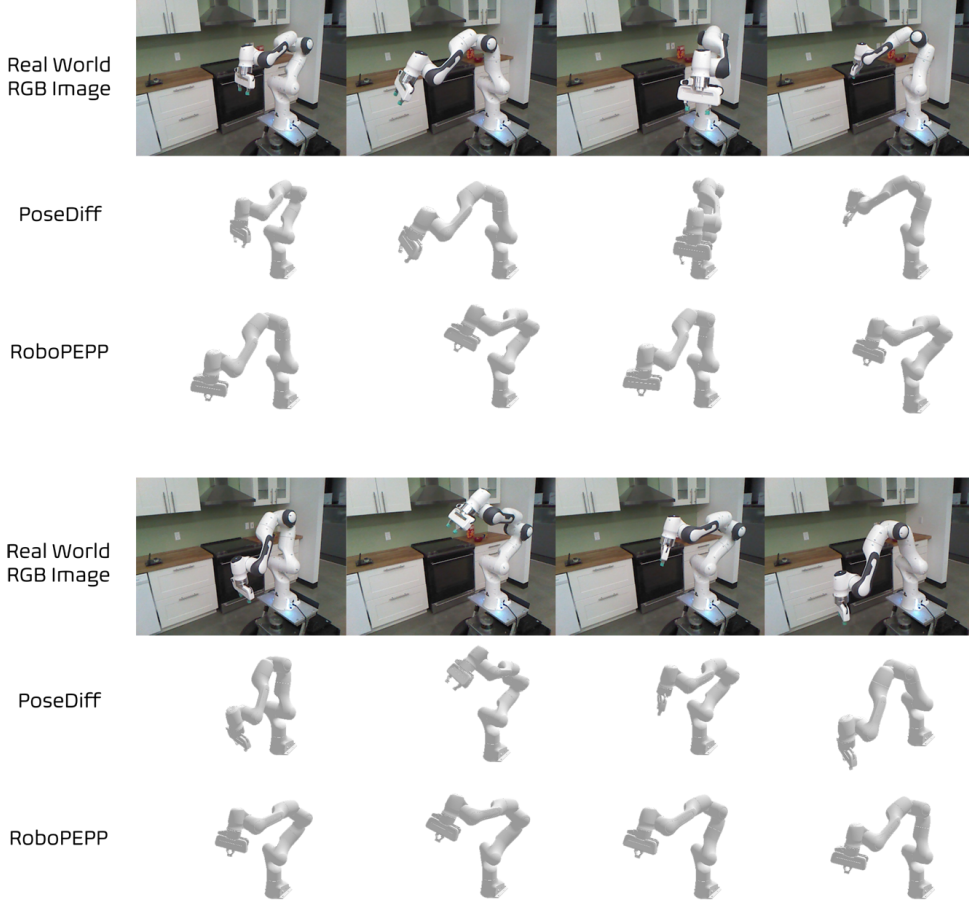 Real World
RGB Image
PoseDiff
RoboPEPP
Real World
RGB Image
PoseDiff
RoboPEPP